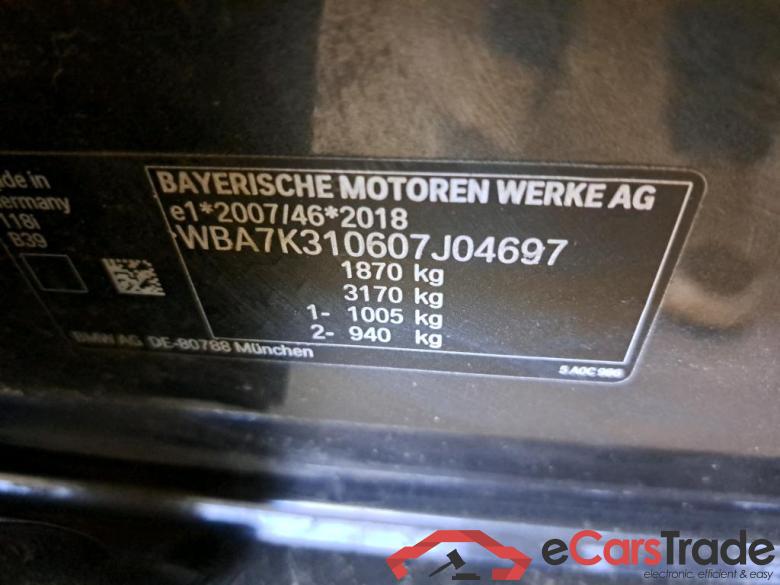 de in
ermany
118i
B39
BAYERISCHE MOTOREN WERKE AG
e1*2007/46*2018
WBA7K310607J04697
1870 kg
3170 kg
1- 1005 kg
2- 940 kg
BMW AG DE-80788 München
eCarsTrade
electronic, efficient & easy